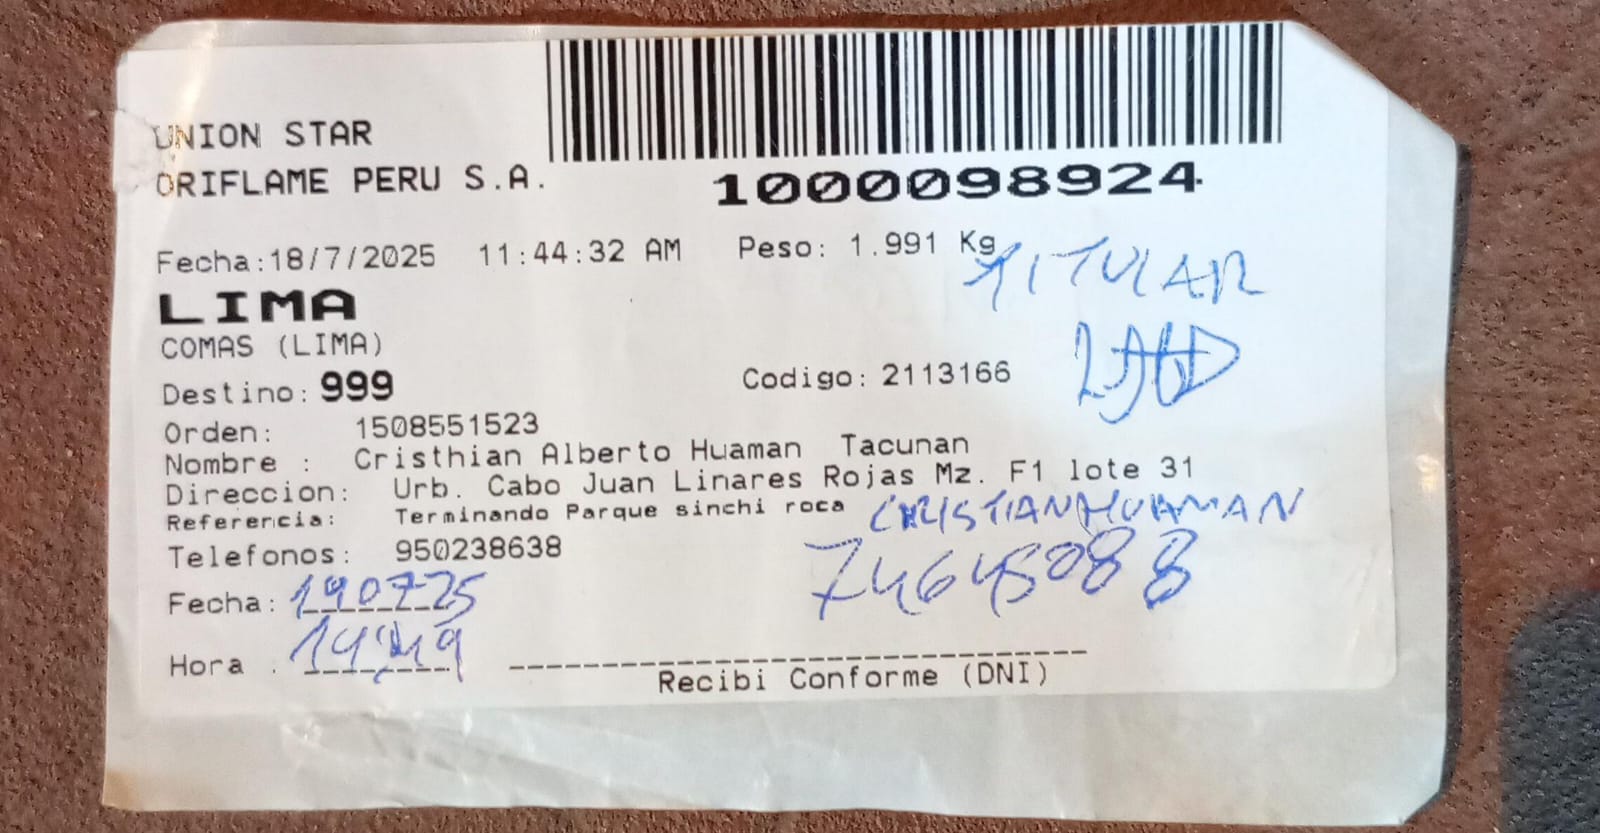 UNION STAR
ORIFLAME PERU S.A.
1000098924
Fecha:18/7/2025 11:44:32 AM Peso: 1.991 Kg
TITULAR
LIMA
COMAS (LIMA)
Destino: 999 Codigo: 2113166
Orden: 1508551523
Nombre : Cristhian Alberto Huaman Tacunan
Direccion: Urb. Cabo Juan Linares Rojas Mz. F1 lote 31
Referencia: Terminando Parque sinchi roca
CRISTIAN HUAMAN
Telefonos: 950238638
74645088
Fecha: 190725
Hora :
Recibi Conforme (DNI)